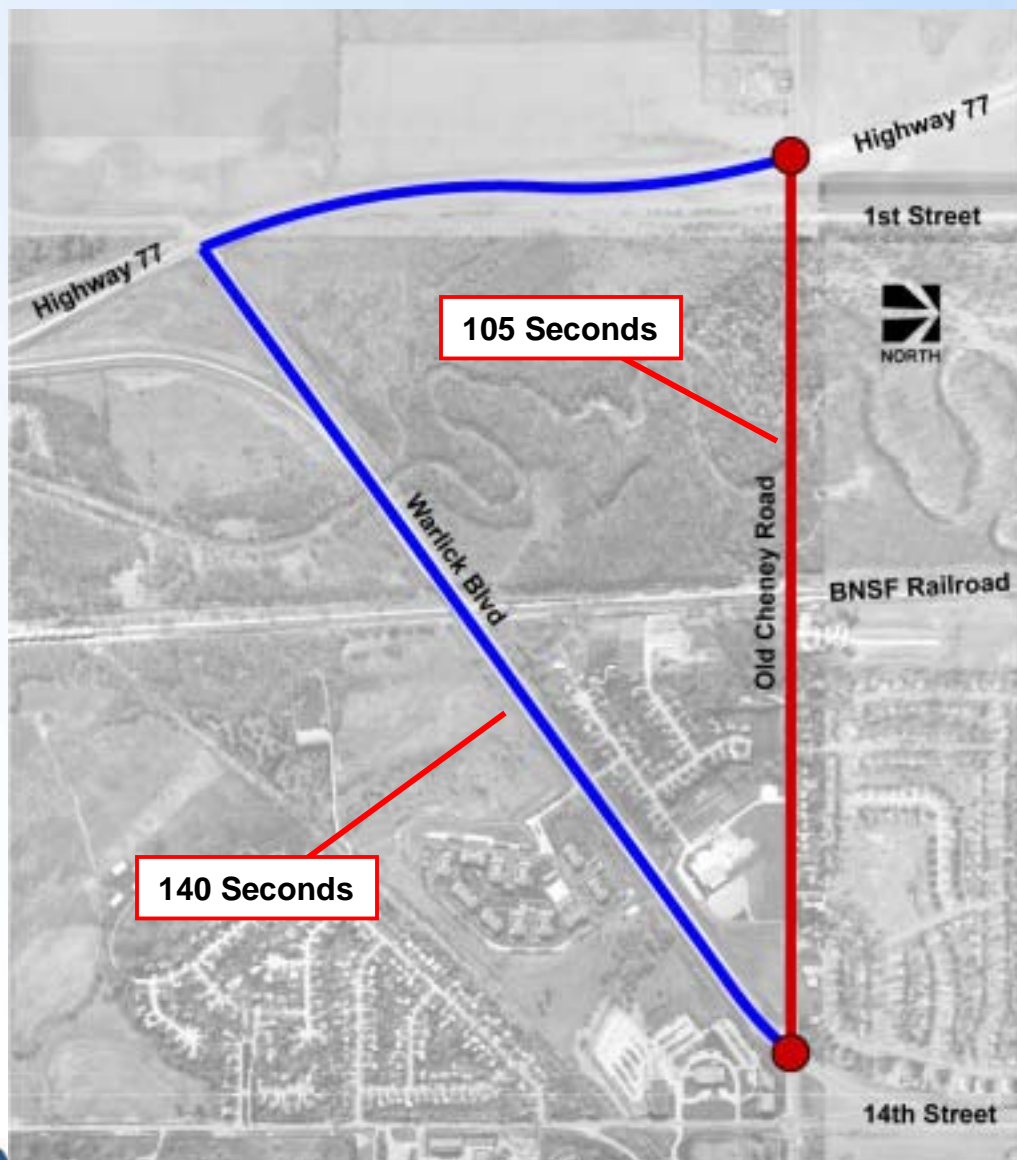 Highway 77
1st Street
Highway 77
105 Seconds
NORTH
Warlick Blvd
Old Cheney Road
BNSF Railroad
140 Seconds
14th Street